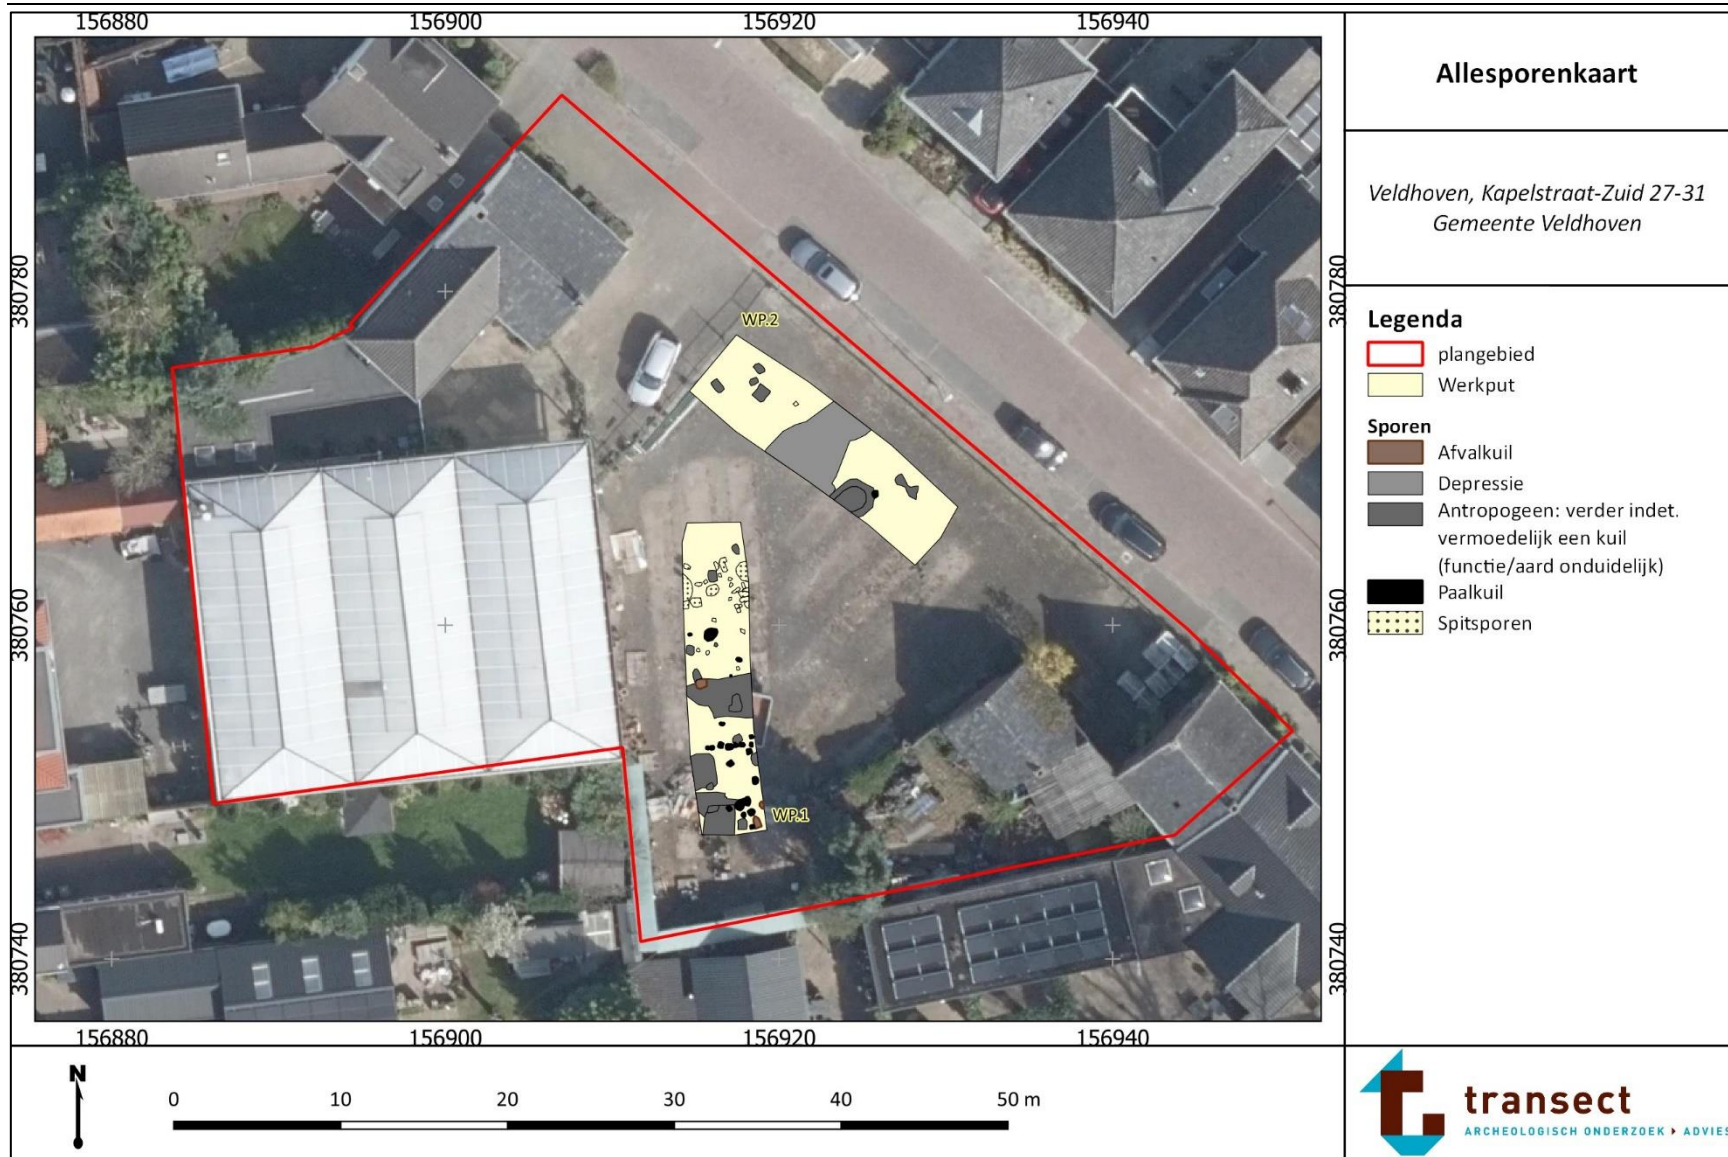 156880 156900 156920 156940
380780 380780
380760 380760
380740 380740
WP.2
WP.1
156880 156900 156920 156940
N
0 10 20 30 40 50 m
Allesporenkaart
Veldhoven, Kapelstraat-Zuid 27-31
Gemeente Veldhoven
Legenda
plangebied
Werkput
Sporen
Afvalkuil
Depressie
Antropogeen: verder indet.
vermoedelijk een kuil
(functie/aard onduidelijk)
Paalkuil
Spitsporen
transect
ARCHEOLOGISCH ONDERZOEK ▸ ADVIES